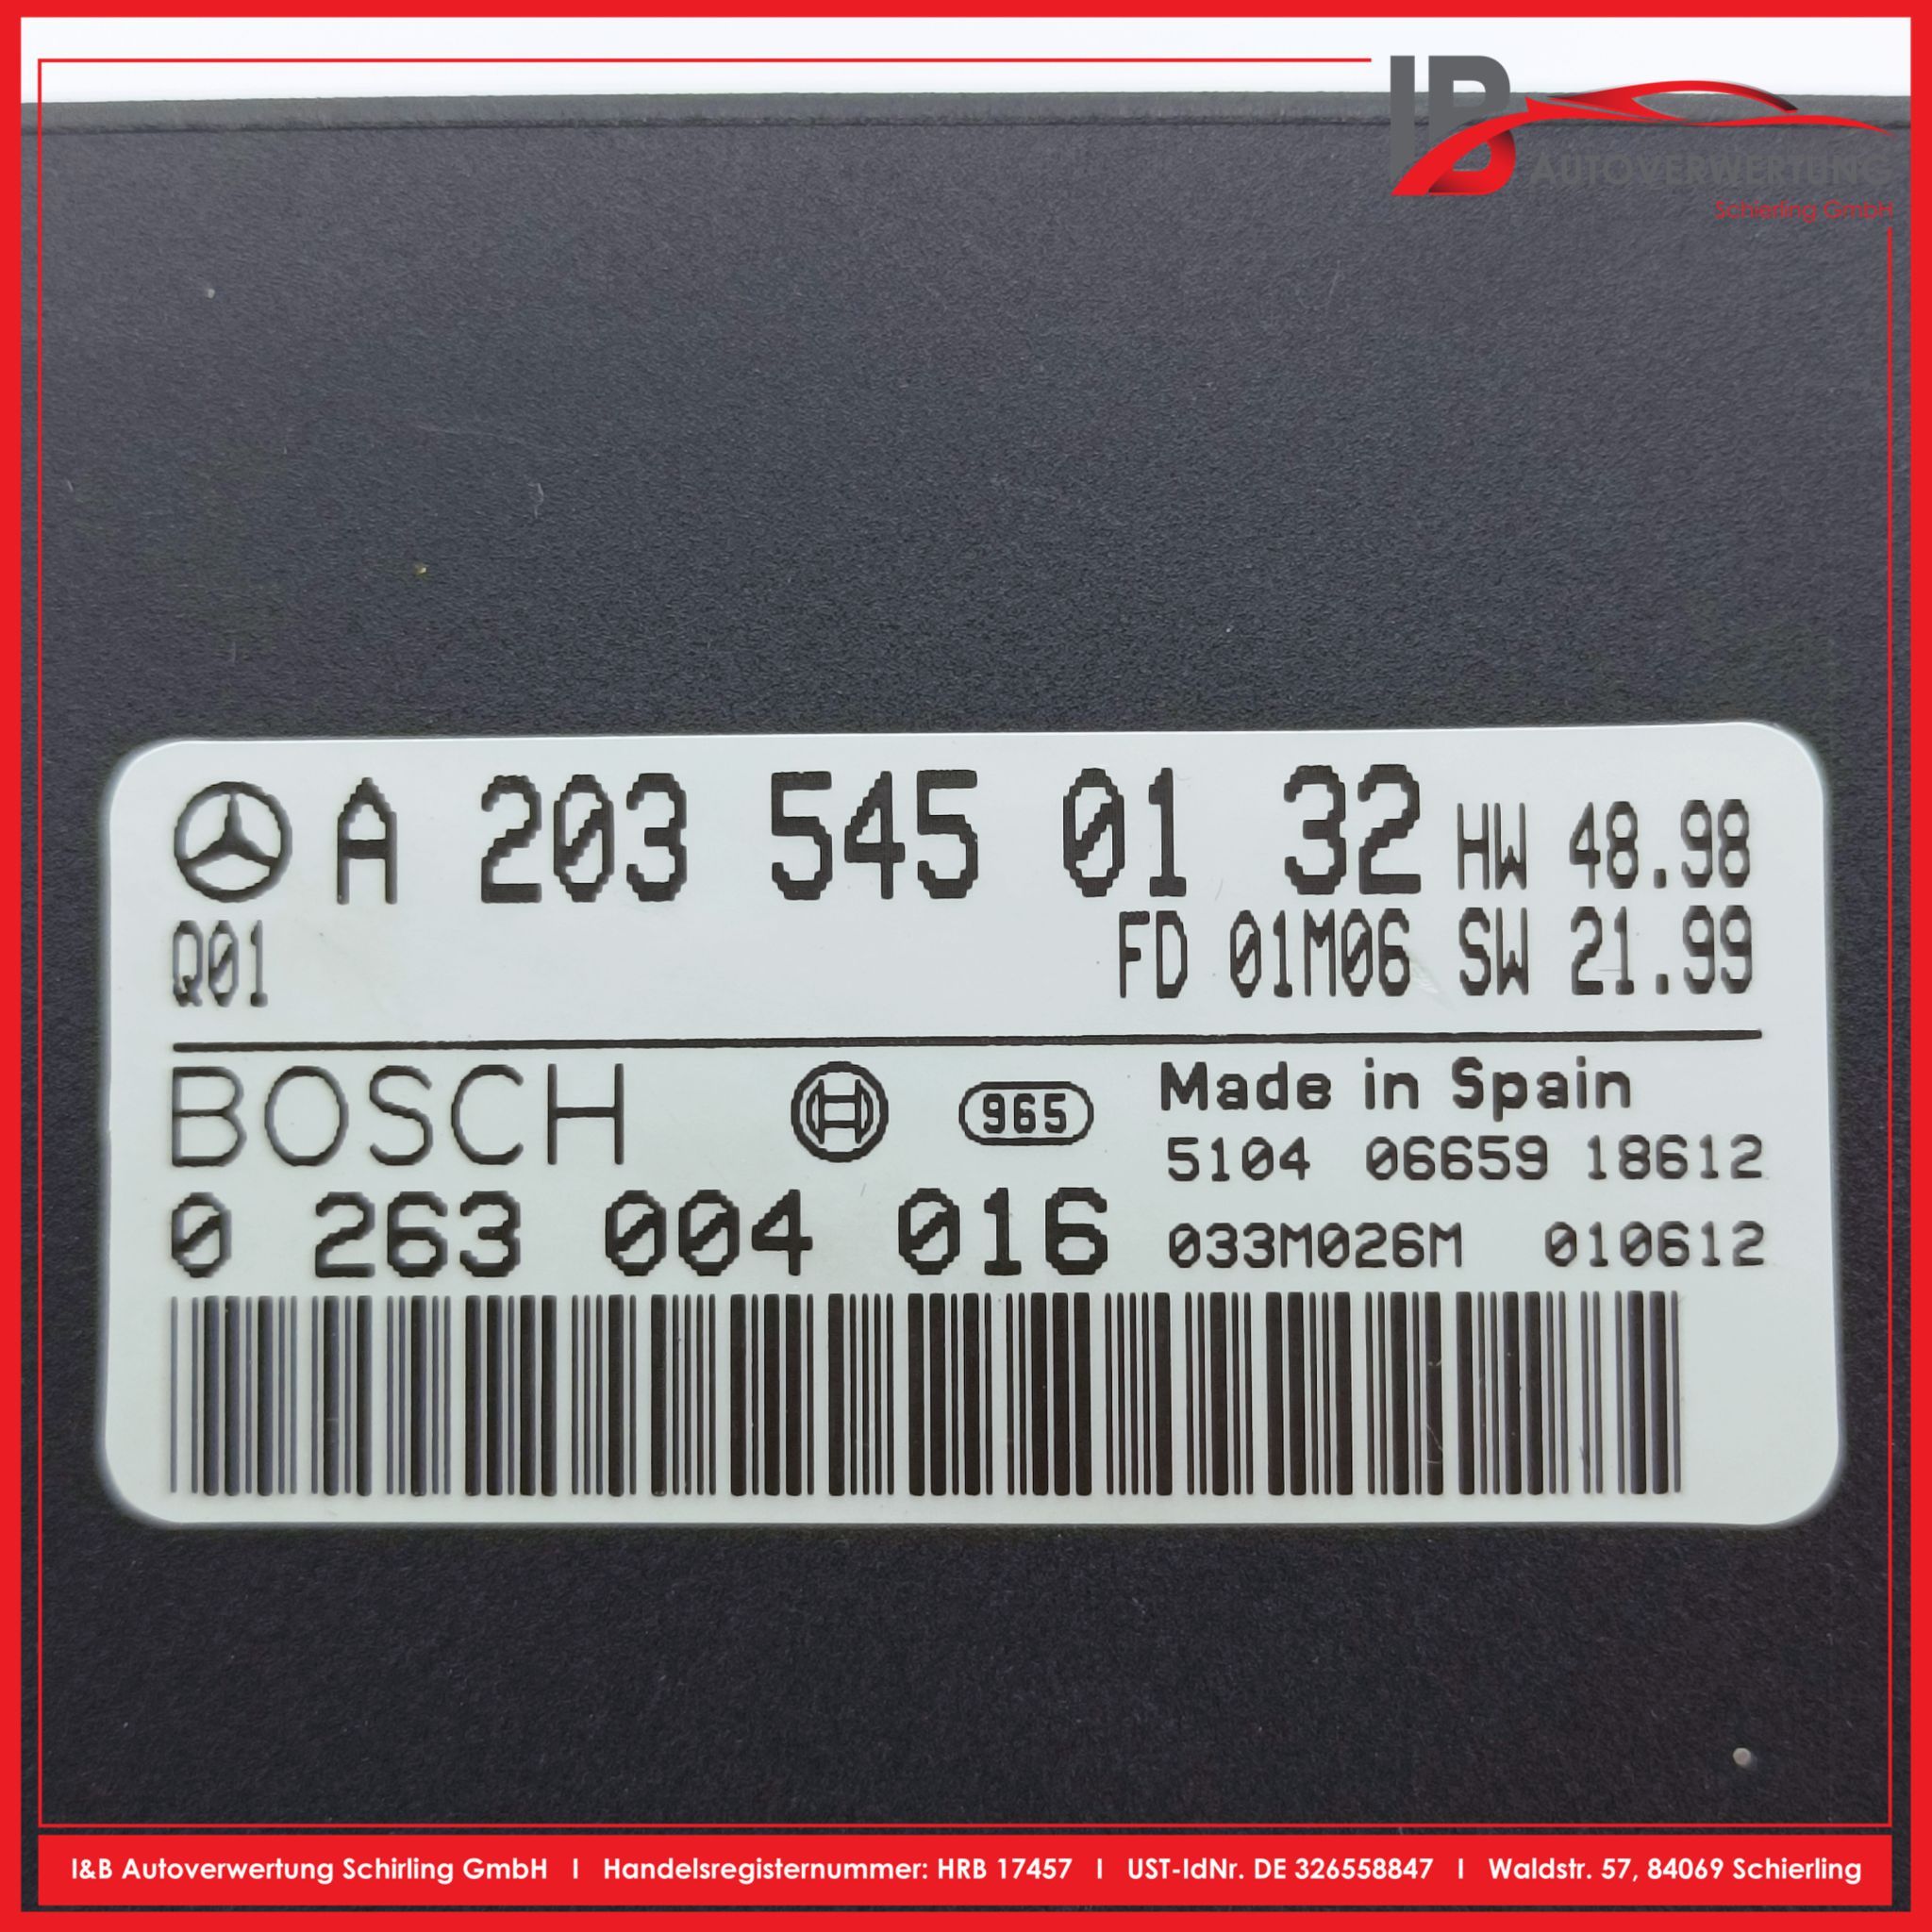 IB
AUTOVERWERTUNG
Schierling GmbH
A 203 545 01 32 HW 48.98
Q01 FD 01M06 SW 21.99
BOSCH 965 Made in Spain
5104 06659 18612
0 263 004 016 033M026M 010612
I&B Autoverwertung Schirling GmbH I Handelsregisternummer: HRB 17457 I UST-IdNr. DE 326558847 I Waldstr. 57, 84069 Schierling